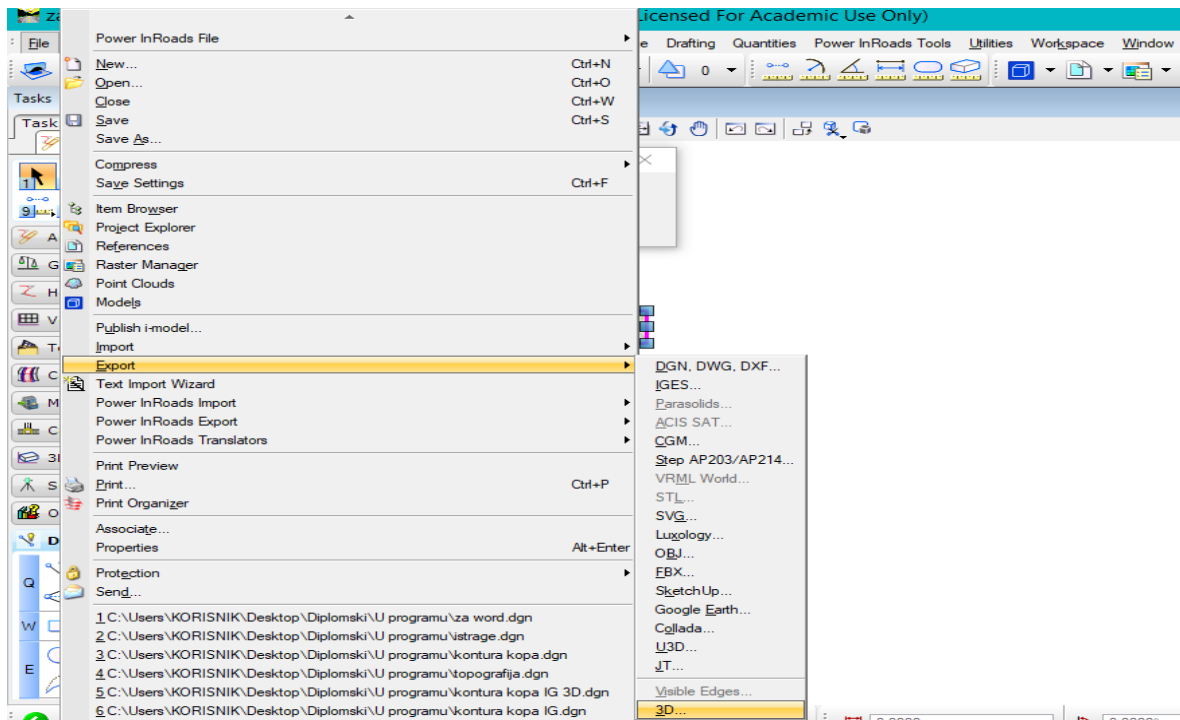 za
Licensed For Academic Use Only)
File
e Drafting Quantities Power InRoads Tools Utilities Workspace Window
0
Tasks
Task
Power InRoads File
New... Ctrl+N
Open... Ctrl+O
Close Ctrl+W
Save Ctrl+S
Save As...
Compress
Save Settings Ctrl+F
Item Browser
Project Explorer
References
Raster Manager
Point Clouds
Models
Publish i-model...
Import
Export
Text Import Wizard
Power InRoads Import
Power InRoads Export
Power InRoads Translators
Print Preview
Print... Ctrl+P
Print Organizer
Associate...
Properties Alt+Enter
Protection
Send...
1 C:\Users\KORISNIK\Desktop\Diplomski\U programu\za word.dgn
2 C:\Users\KORISNIK\Desktop\Diplomski\U programu\istrage.dgn
3 C:\Users\KORISNIK\Desktop\Diplomski\U programu\kontura kopa.dgn
4 C:\Users\KORISNIK\Desktop\Diplomski\U programu\topografija.dgn
5 C:\Users\KORISNIK\Desktop\Diplomski\U programu\kontura kopa IG 3D.dgn
6 C:\Users\KORISNIK\Desktop\Diplomski\U programu\kontura kopa IG.dgn
DGN, DWG, DXF...
IGES...
Parasolids...
ACIS SAT...
CGM...
Step AP203/AP214...
VRML World...
STL...
SVG...
Luxology...
OBJ...
FBX...
SketchUp...
Google Earth...
Collada...
U3D...
JT...
Visible Edges...
3D...
1
9
A
G
H
V
T
C
M
C
3
S
O
D
Q
W
E